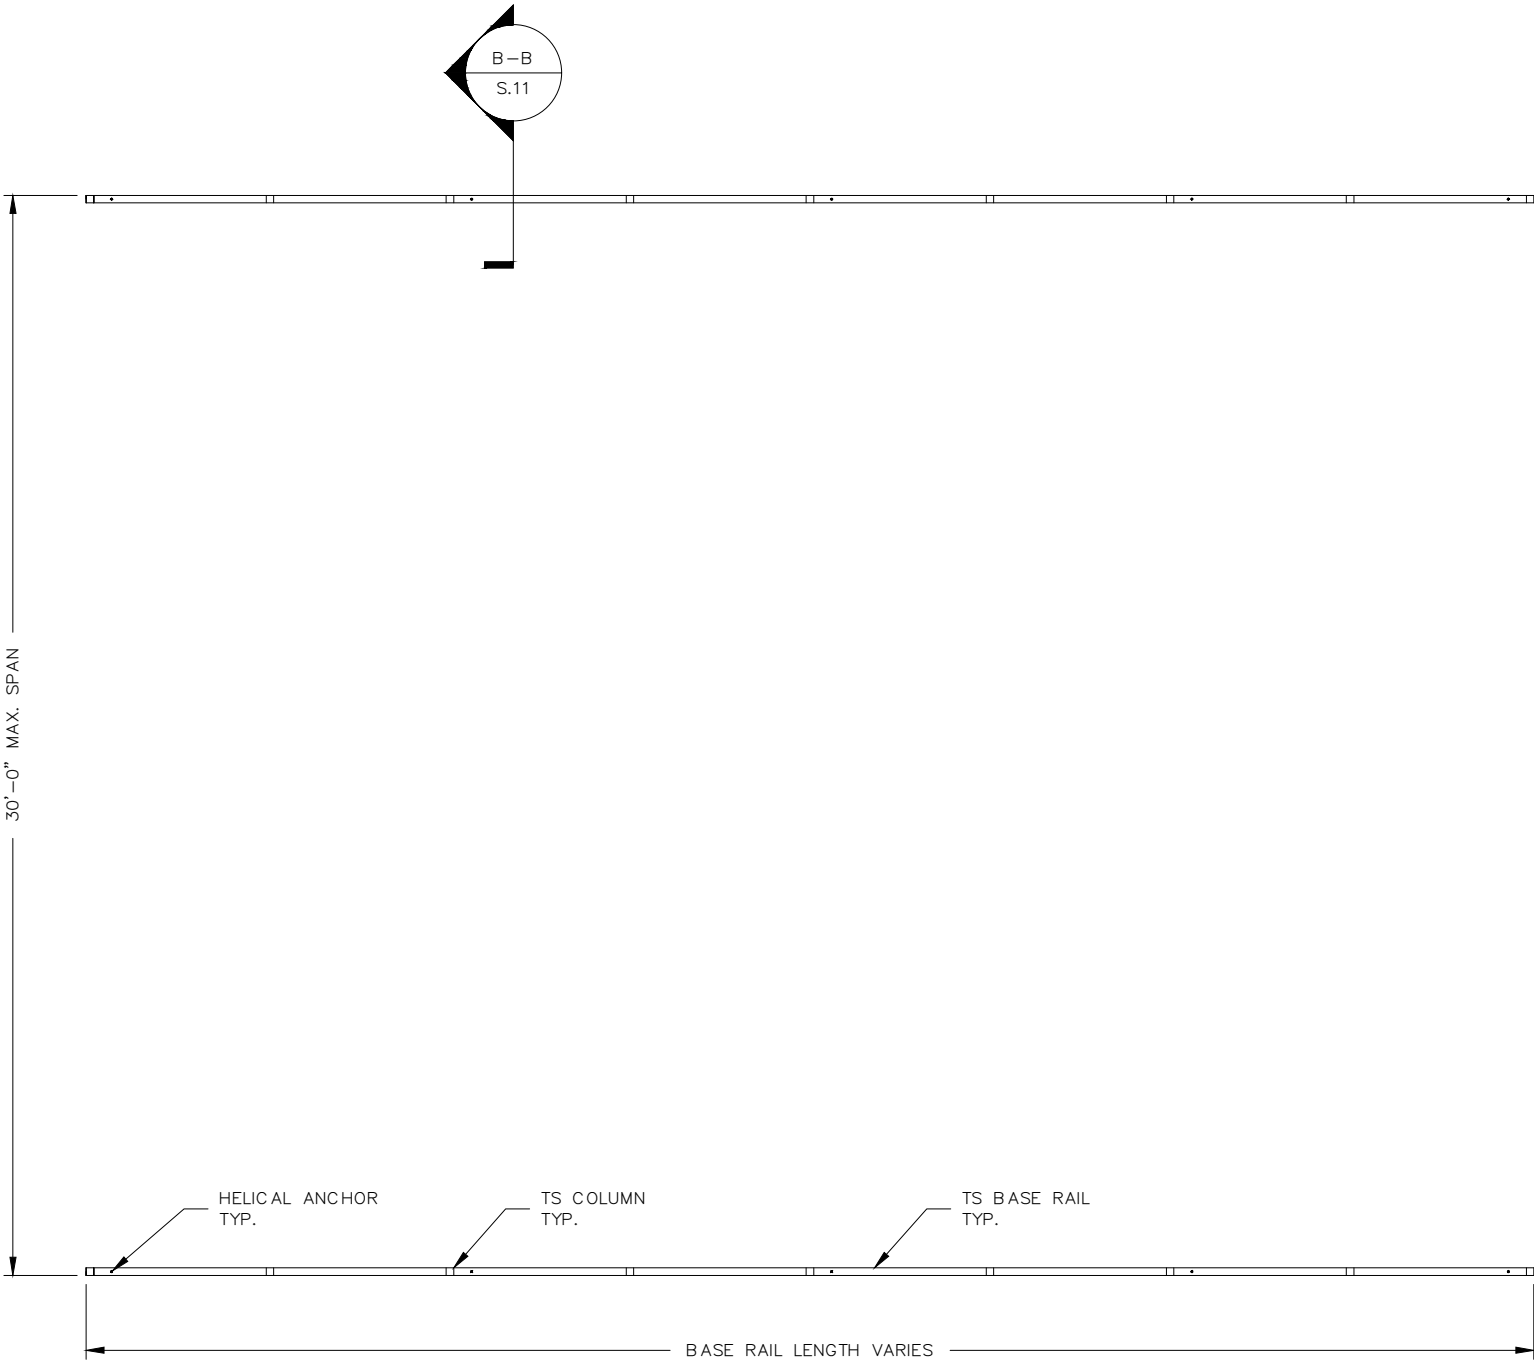 B-B
S.11
30'-0" MAX. SPAN
HELICAL ANCHOR
TYP.
TS COLUMN
TYP.
TS BASE RAIL
TYP.
BASE RAIL LENGTH VARIES